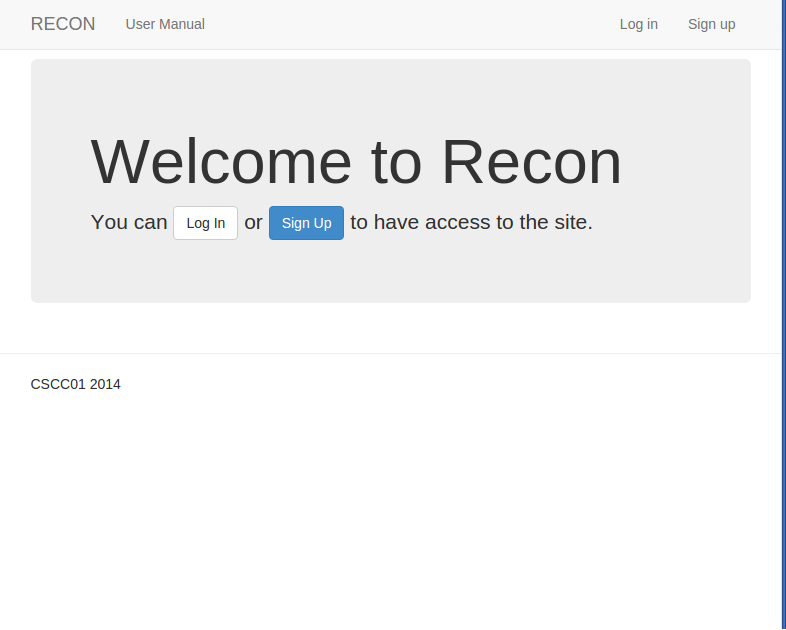 RECON User Manual Log in Sign up
Welcome to Recon
You can Log In or Sign Up to have access to the site.
CSCC01 2014